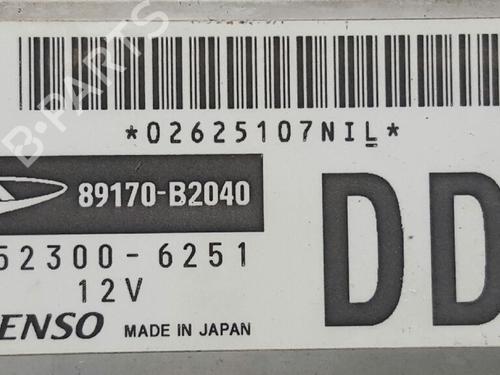 *02625107NIL*
89170-B2040
52300-6251
12V
ENSO MADE IN JAPAN
DD
B-PARTS